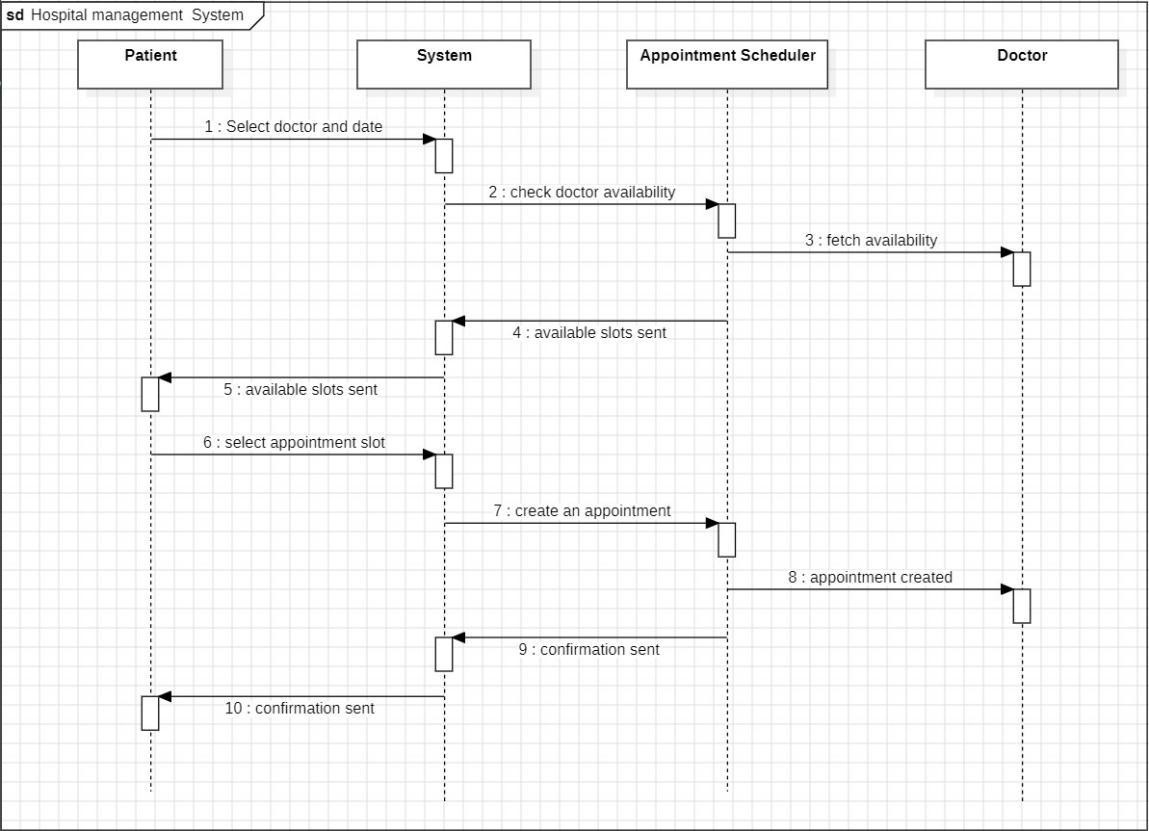 sd Hospital management System
Patient
System
Appointment Scheduler
Doctor
1 : Select doctor and date
2 : check doctor availability
3 : fetch availability
4 : available slots sent
5 : available slots sent
6 : select appointment slot
7 : create an appointment
8 : appointment created
9 : confirmation sent
10 : confirmation sent